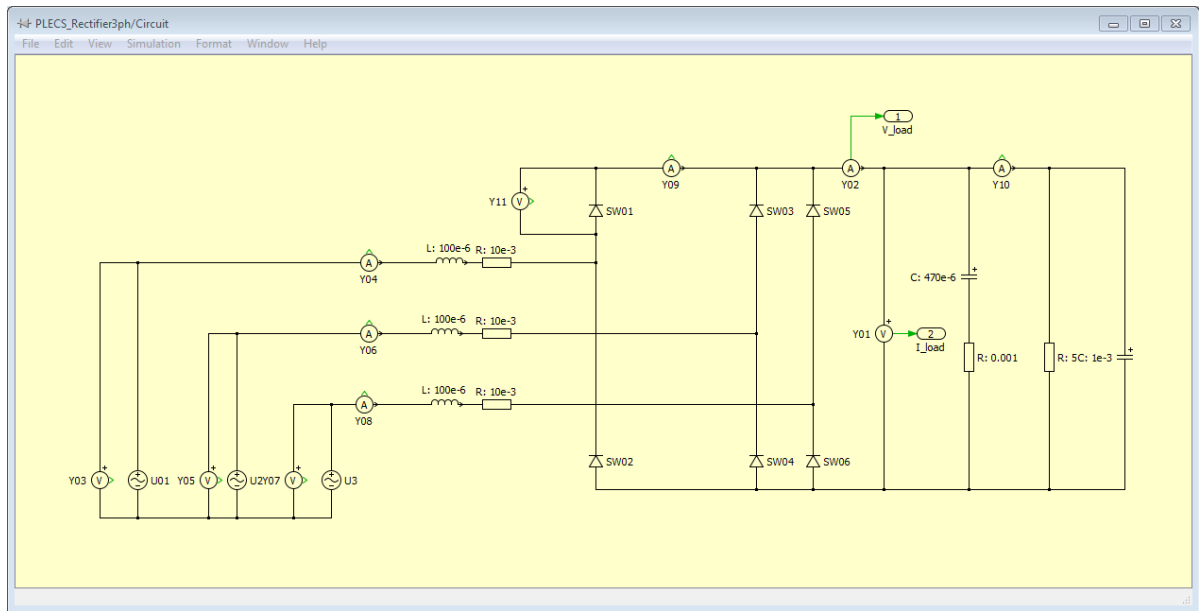 PLECS_Rectifier3ph/Circuit
File Edit View Simulation Format Window Help
1
V_load
A
Y09
A
Y02
A
Y10
Y11 V
SW01
SW03
SW05
L: 100e-6 R: 10e-3
A
Y04
C: 470e-6
L: 100e-6 R: 10e-3
A
Y06
Y01 V
2
I_load
R: 0.001
R: 5C: 1e-3
L: 100e-6 R: 10e-3
A
Y08
SW02
SW04
SW06
Y03 V
U01
Y05 V
U2Y07 V
U3